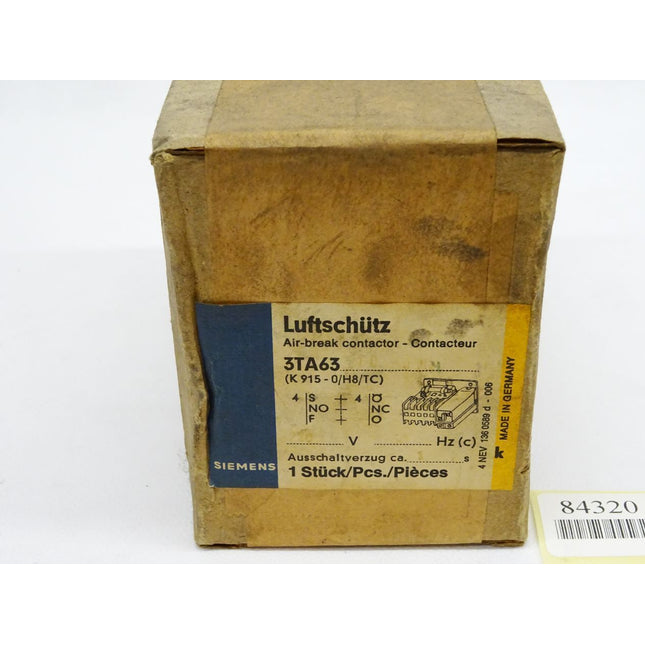 Luftschütz
Air-break contactor - Contacteur
3TA63
(K 915 - 0/H8/TC)
4 S + 4 Ö
NO + NC
F + O
V Hz (c)
Ausschaltverzug ca. s
1 Stück/Pcs./Pièces
SIEMENS
4 NEV 136 0589 d - 006
MADE IN GERMANY
k
84320